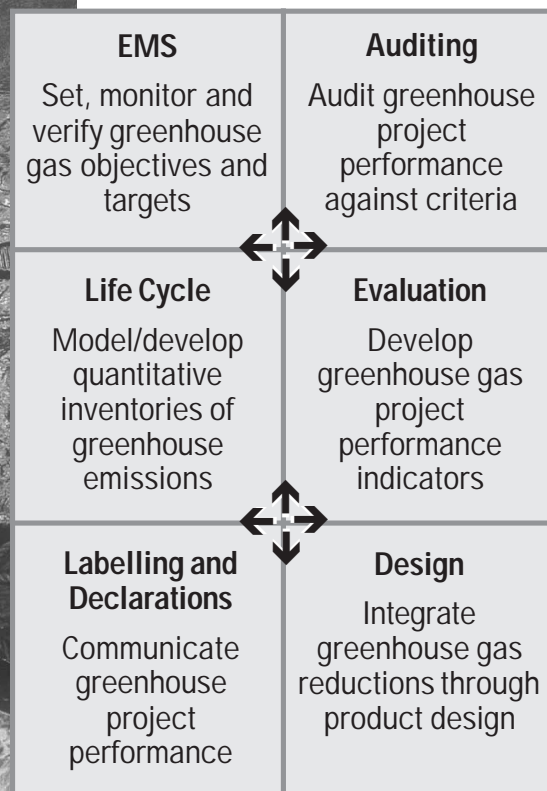 EMS
Set, monitor and
verify greenhouse
gas objectives and
targets
Auditing
Audit greenhouse
project
performance
against criteria
Life Cycle
Model/develop
quantitative
inventories of
greenhouse
emissions
Evaluation
Develop
greenhouse gas
project
performance
indicators
Labelling and
Declarations
Communicate
greenhouse
project
performance
Design
Integrate
greenhouse gas
reductions through
product design